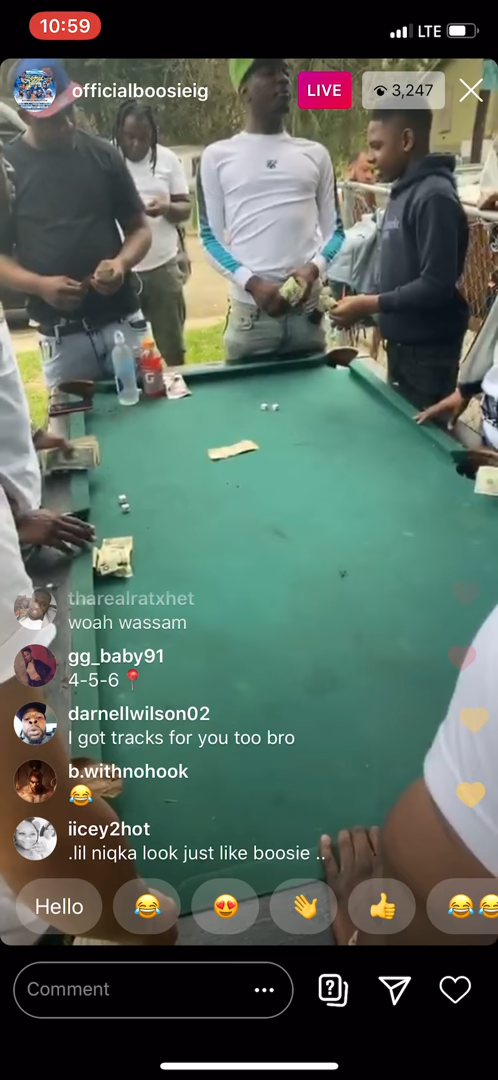 10:59
LTE
officialboosieig
LIVE
3,247
tharealratxhet
woah wassam
gg_baby91
4-5-6 📍
darnellwilson02
I got tracks for you too bro
b.withnohook
😂
iicey2hot
.lil niqka look just like boosie ..
Hello 😂 😍 👋 👍 😂😂
Comment